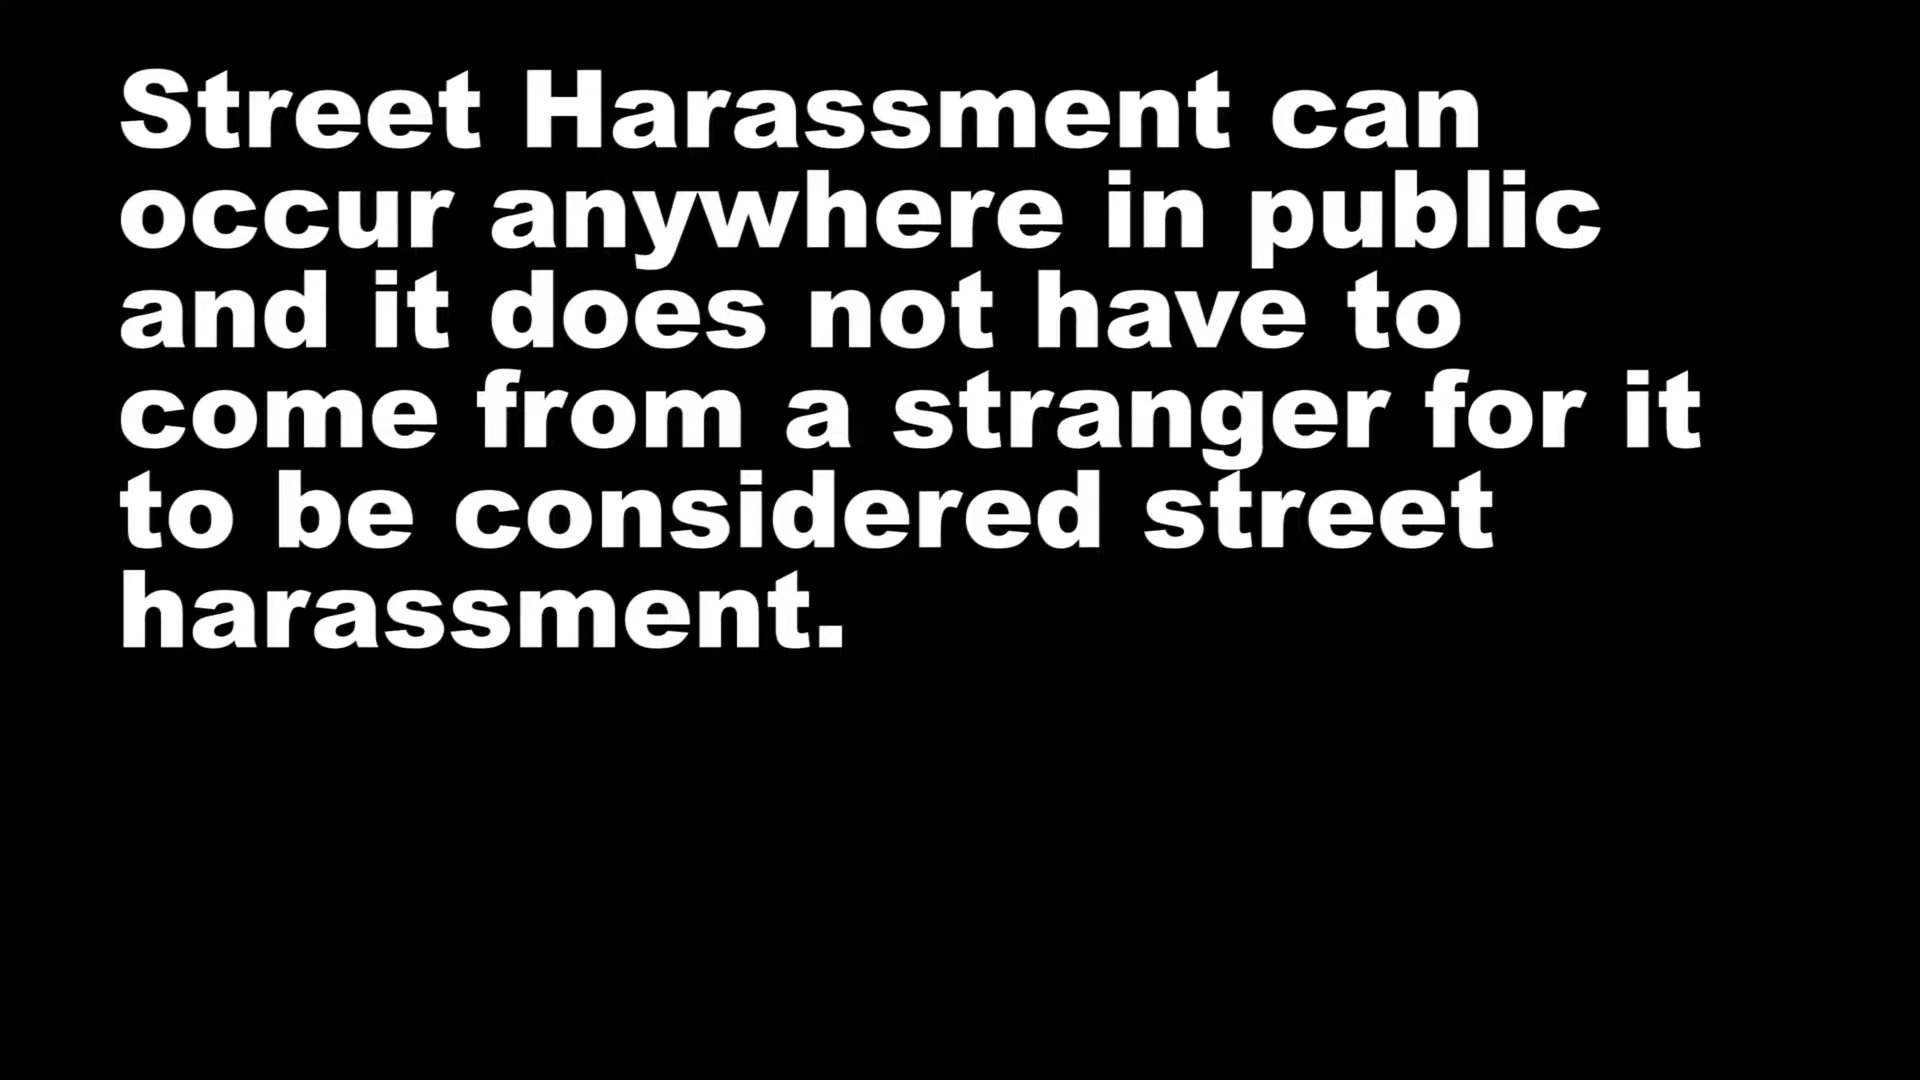 Street Harassment can
occur anywhere in public
and it does not have to
come from a stranger for it
to be considered street
harassment.